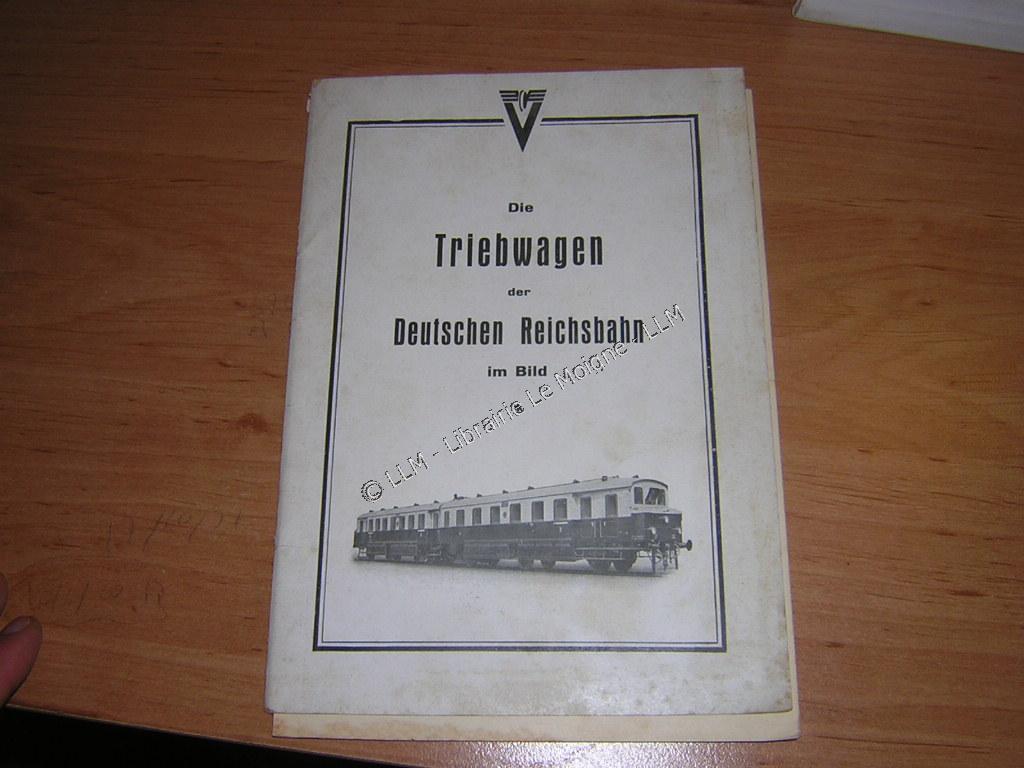 Die
Triebwagen
der
Deutschen Reichsbahn
im Bild
© LLM - Librairie Le Moigne - LLM